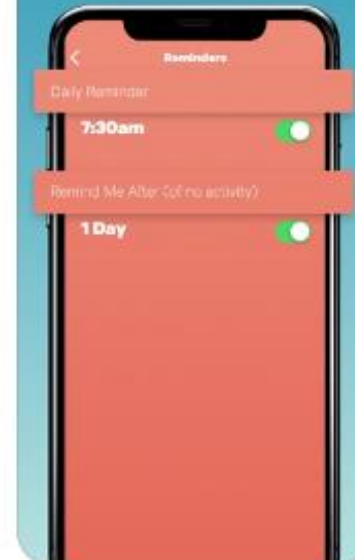 Reminders
Daily Reminder
7:30am
Remind Me After (of no activity)
1 Day